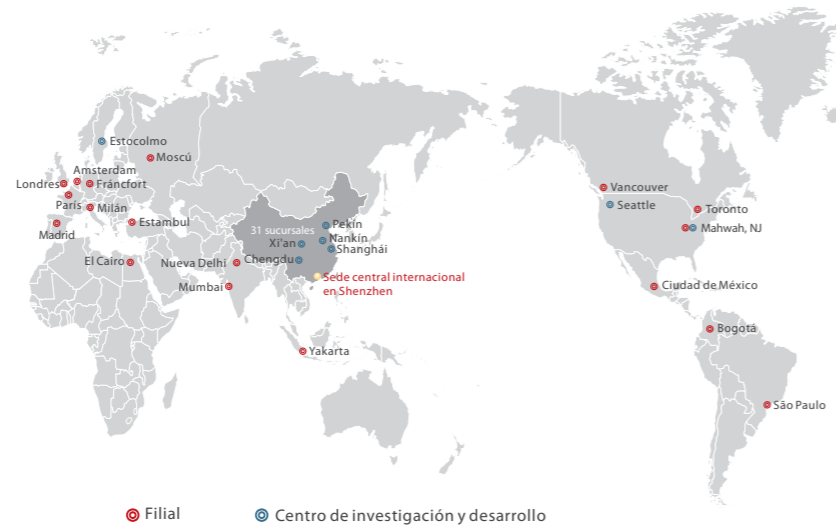 Estocolmo
Moscú
Amsterdam
Londres
Fráncfort
París
Milán
Estambul
Madrid
El Cairo
Nueva Delhi
Mumbai
31 sucursales
Pekín
Nankín
Xi'an
Shanghái
Chengdu
Sede central internacional
en Shenzhen
Yakarta
Vancouver
Seattle
Toronto
Mahwah, NJ
Ciudad de México
Bogotá
São Paulo
Filial
Centro de investigación y desarrollo